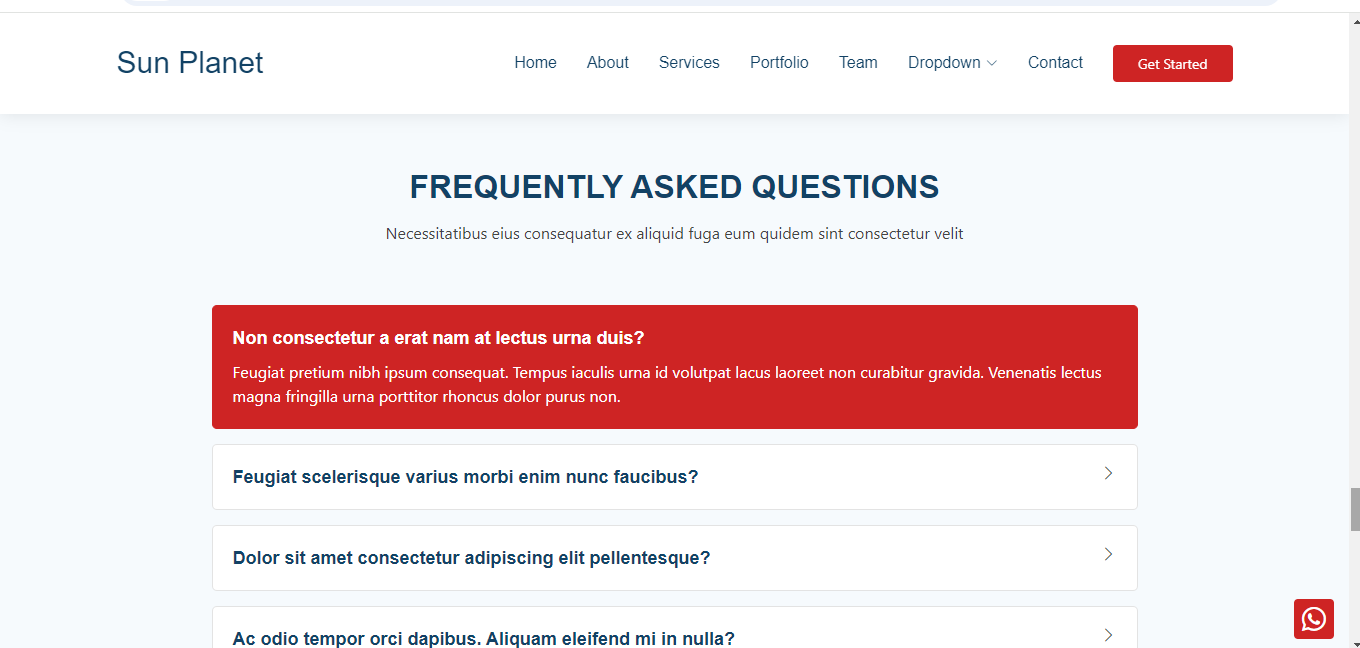 Sun Planet
Home About Services Portfolio Team Dropdown Contact Get Started
FREQUENTLY ASKED QUESTIONS
Necessitatibus eius consequatur ex aliquid fuga eum quidem sint consectetur velit
Non consectetur a erat nam at lectus urna duis?
Feugiat pretium nibh ipsum consequat. Tempus iaculis urna id volutpat lacus laoreet non curabitur gravida. Venenatis lectus
magna fringilla urna porttitor rhoncus dolor purus non.
Feugiat scelerisque varius morbi enim nunc faucibus?
Dolor sit amet consectetur adipiscing elit pellentesque?
Ac odio tempor orci dapibus. Aliquam eleifend mi in nulla?